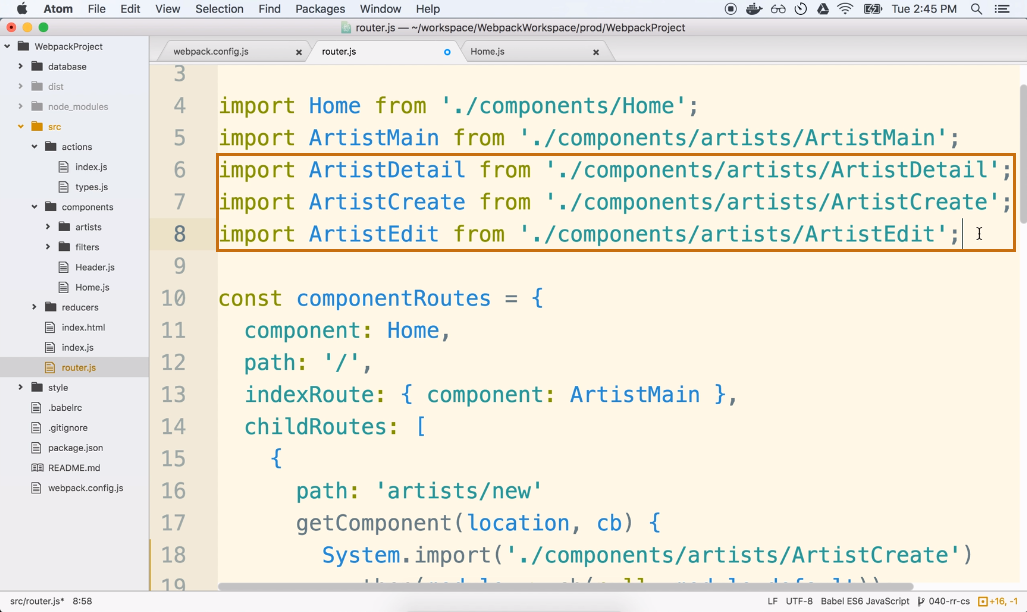 Atom File Edit View Selection Find Packages Window Help Tue 2:45 PM
router.js — ~/workspace/WebpackWorkspace/prod/WebpackProject
WebpackProject
database
dist
node_modules
src
actions
index.js
types.js
components
artists
filters
Header.js
Home.js
reducers
index.html
index.js
router.js
style
.babelrc
.gitignore
package.json
README.md
webpack.config.js
webpack.config.js router.js Home.js
3
4 import Home from './components/Home';
5 import ArtistMain from './components/artists/ArtistMain';
6 import ArtistDetail from './components/artists/ArtistDetail';
7 import ArtistCreate from './components/artists/ArtistCreate';
8 import ArtistEdit from './components/artists/ArtistEdit';
9
10 const componentRoutes = {
11 component: Home,
12 path: '/',
13 indexRoute: { component: ArtistMain },
14 childRoutes: [
15 {
16 path: 'artists/new'
17 getComponent(location, cb) {
18 System.import('./components/artists/ArtistCreate')
19
src/router.js* 8:58 LF UTF-8 Babel ES6 JavaScript 040-rr-cs +16, -1